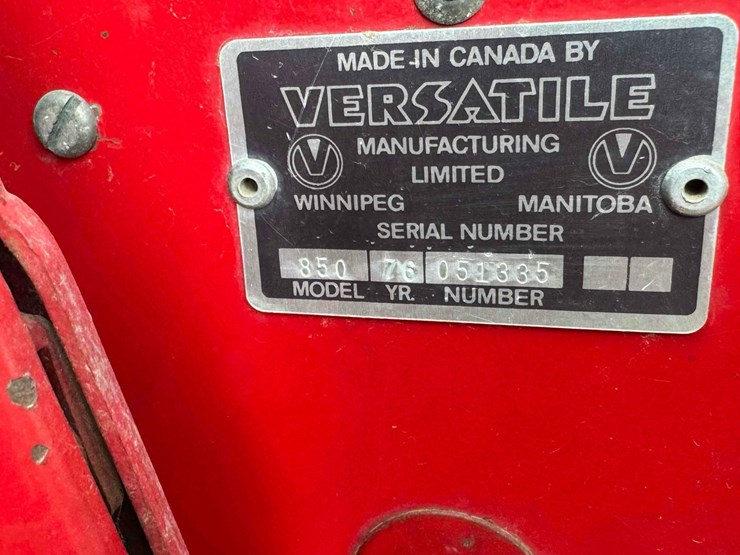 MADE IN CANADA BY
VERSATILE
V MANUFACTURING V
LIMITED
WINNIPEG MANITOBA
SERIAL NUMBER
850 76 051335
MODEL YR. NUMBER